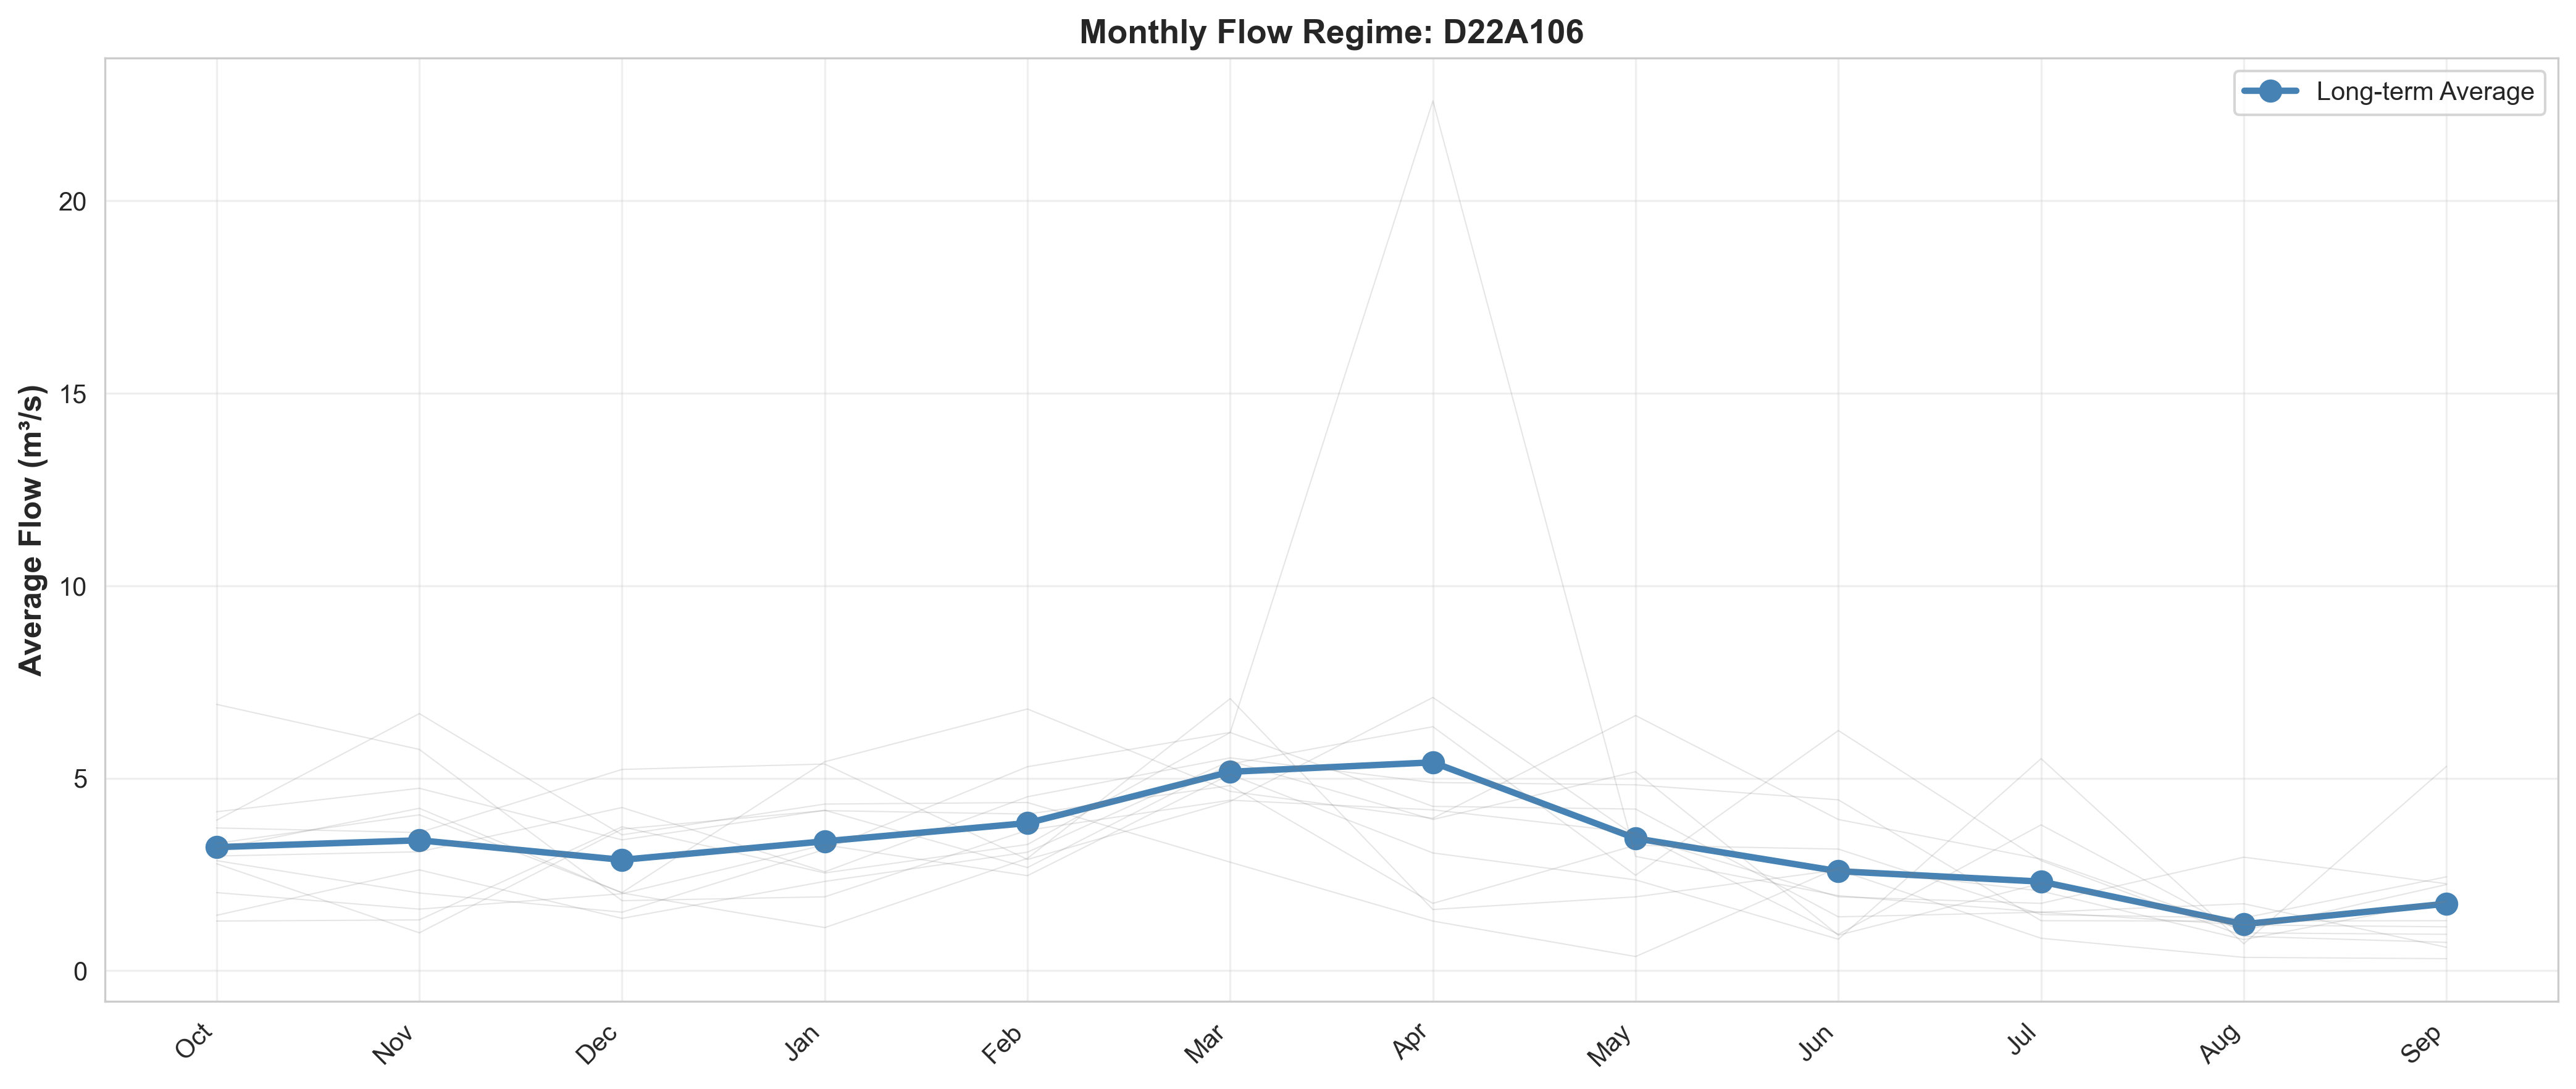 Monthly Flow Regime: D22A106
Long-term Average
Average Flow (m³/s)
20
15
10
5
0
Oct
Nov
Dec
Jan
Feb
Mar
Apr
May
Jun
Jul
Aug
Sep